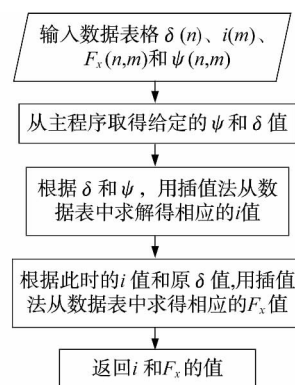 输入数据表格 δ (n)、i(m)、
Fx(n,m)和ψ(n,m)
从主程序取得给定的ψ和δ值
根据δ和ψ，用插值法从数
据表中求解得相应的i值
根据此时的i值和原δ值,用插值
法从数据表中求得相应的Fx值
返回i和Fx的值